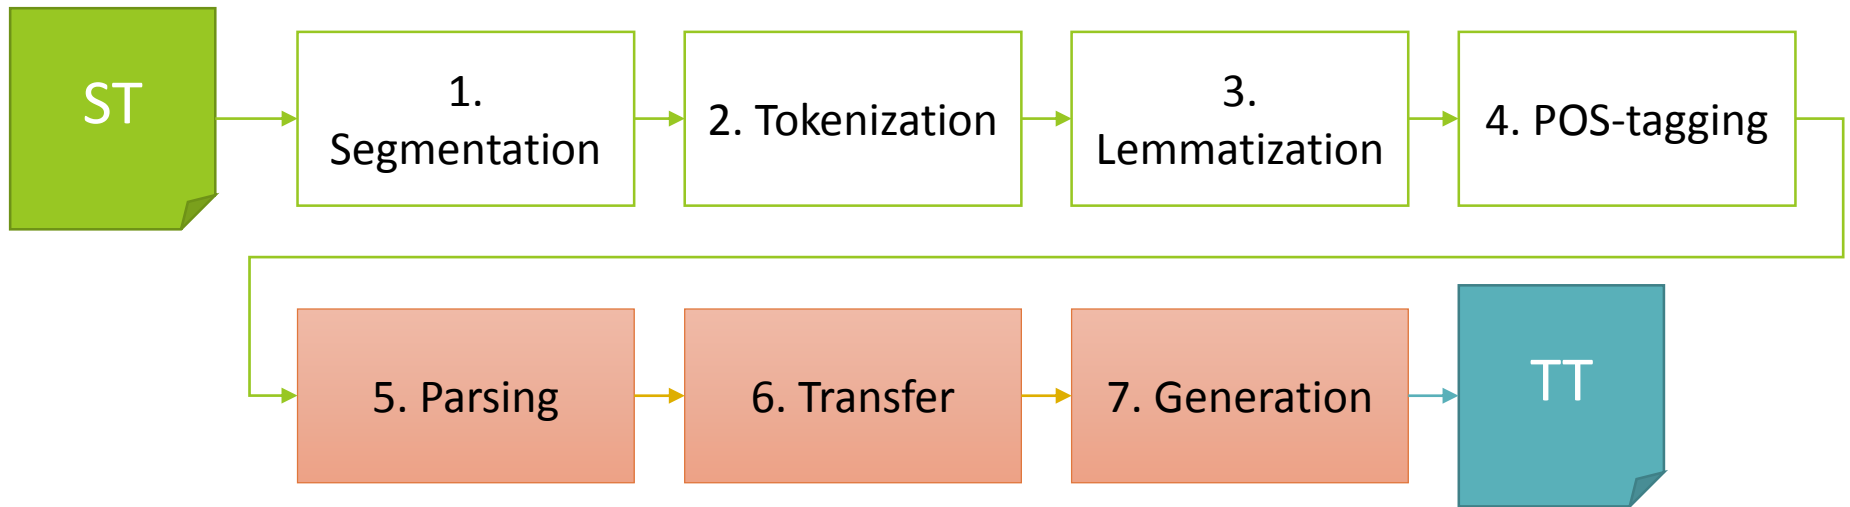 ST
1.
Segmentation
2. Tokenization
3.
Lemmatization
4. POS-tagging
5. Parsing
6. Transfer
7. Generation
TT